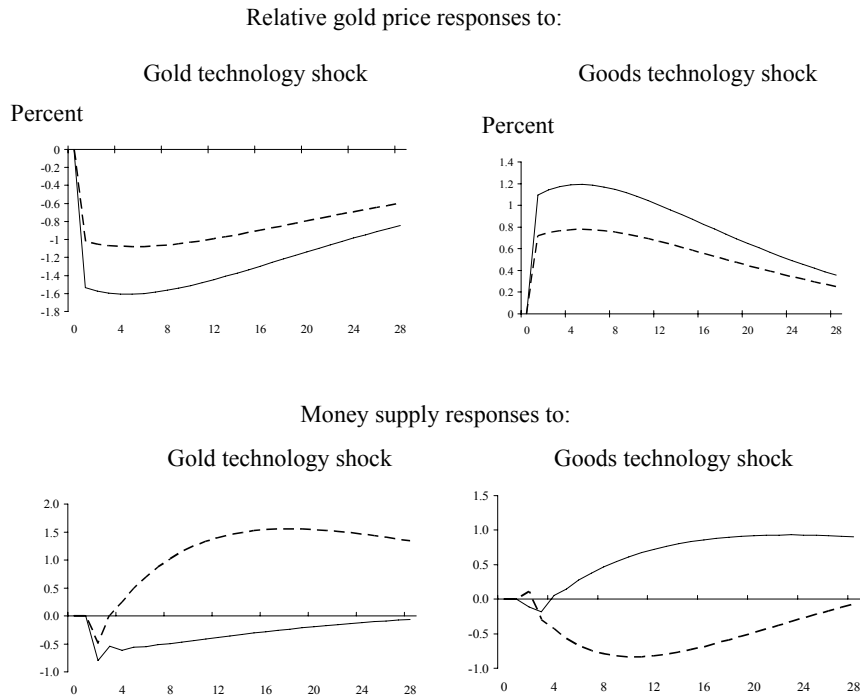 Relative gold price responses to:
Gold technology shock
Goods technology shock
Percent
Percent
0
-0.2
-0.4
-0.6
-0.8
-1
-1.2
-1.4
-1.6
-1.8
0 4 8 12 16 20 24 28
1.4
1.2
1
0.8
0.6
0.4
0.2
0
0 4 8 12 16 20 24 28
Money supply responses to:
Gold technology shock
Goods technology shock
2.0
1.5
1.0
0.5
0.0
-0.5
-1.0
0 4 8 12 16 20 24 28
1.5
1.0
0.5
0.0
-0.5
-1.0
0 4 8 12 16 20 24 28